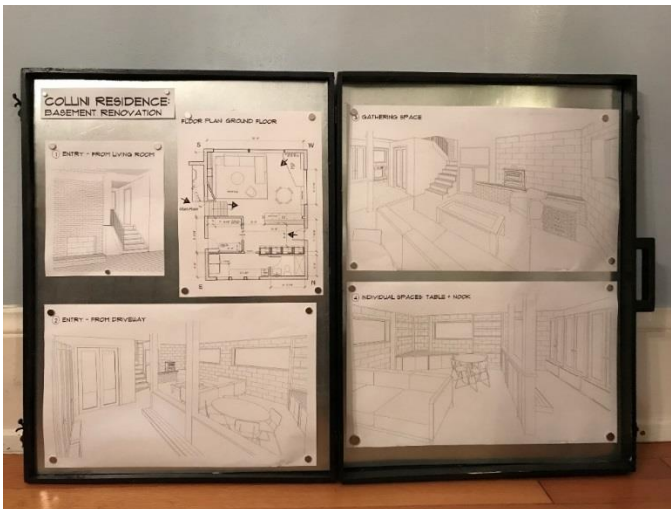 COLLINI RESIDENCE:
BASEMENT RENOVATION
1 ENTRY - FROM LIVING ROOM
FLOOR PLAN GROUND FLOOR
S
W
E
N
2 ENTRY - FROM DRIVEWAY
3 GATHERING SPACE
4 INDIVIDUAL SPACES: TABLE + NOOK